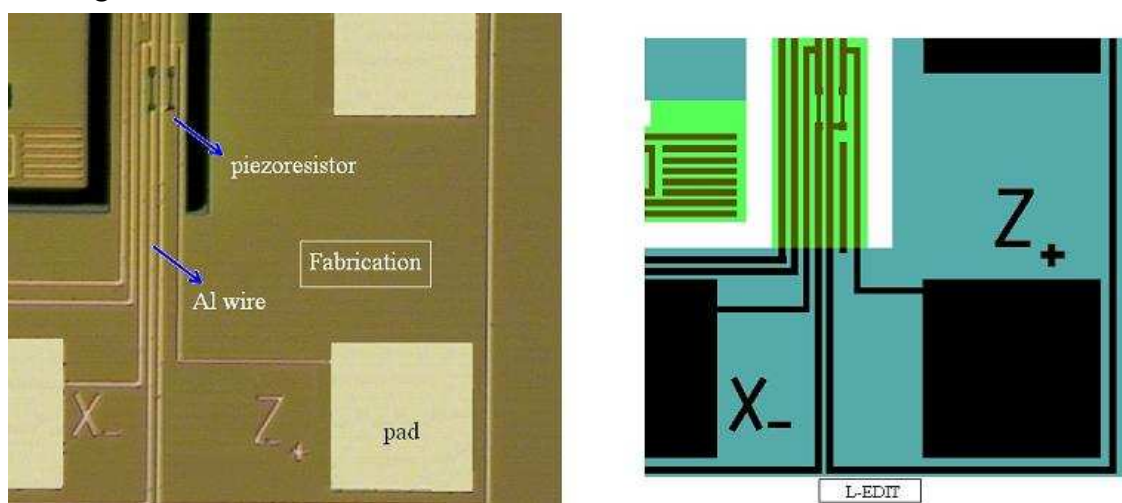 piezoresistor
Fabrication
Al wire
X-
Z+
pad
Z+
X-
L-EDIT